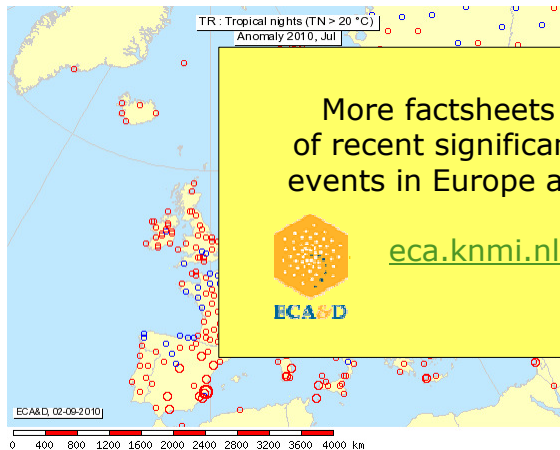 TR : Tropical nights (TN > 20 °C)
Anomaly 2010, Jul
More factsheets
of recent significan
events in Europe a
eca.knmi.nl
ECA&D
ECA&D, 02-09-2010
0 400 800 1200 1600 2000 2400 2800 3200 3600 4000 km